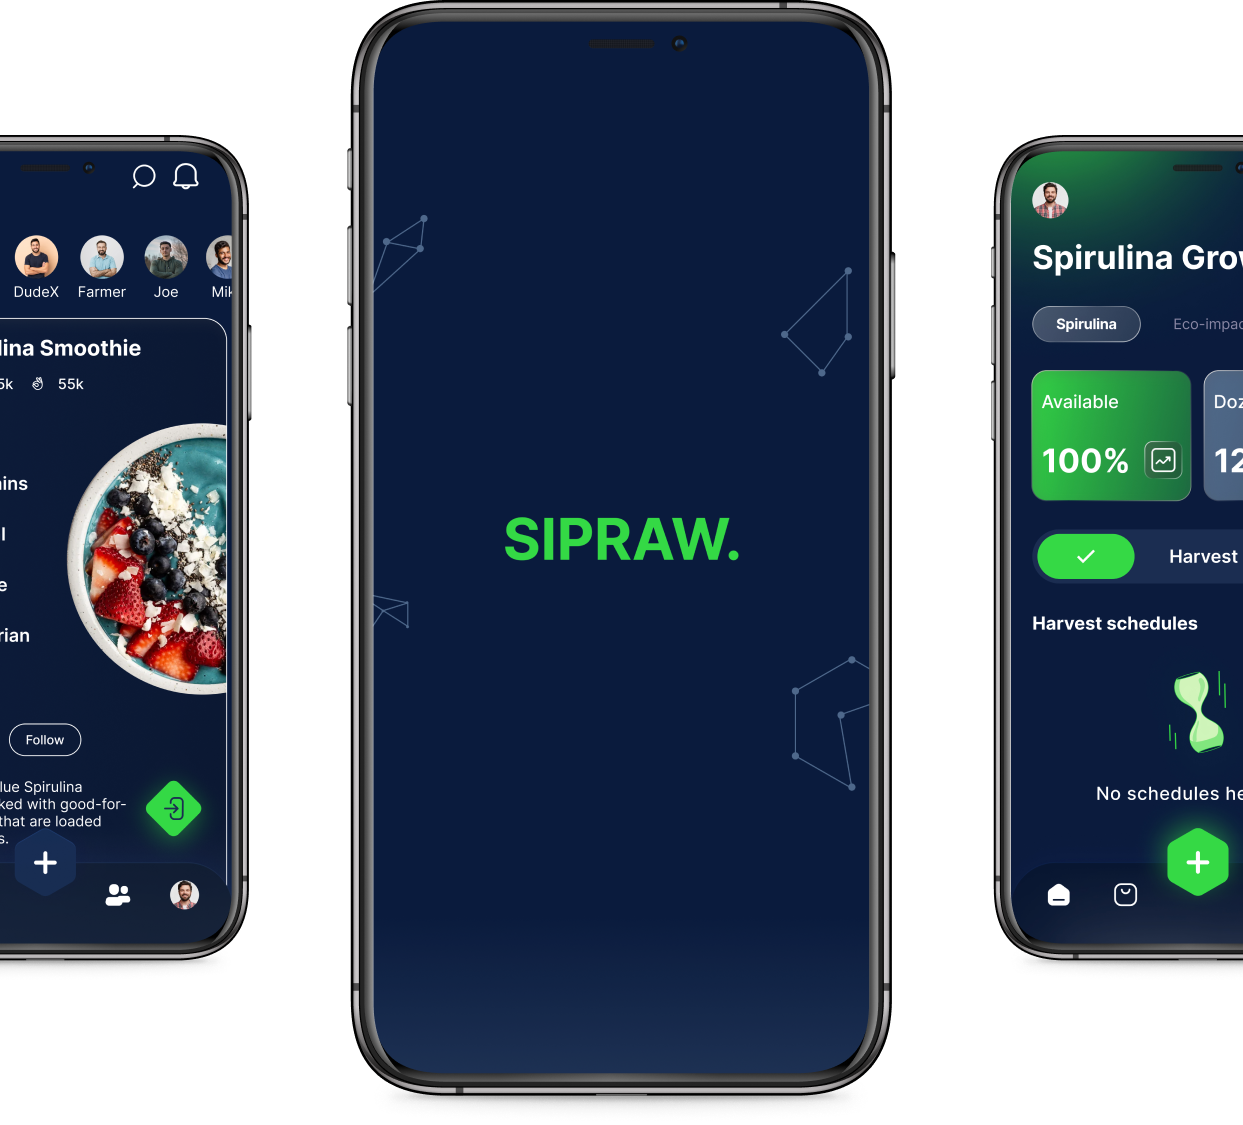 DudeX
Farmer
Joe
Mik
lina Smoothie
5k
55k
ins
l
e
rian
Follow
lue Spirulina
ked with good-for-
that are loaded
s.
SIPRAW.
Spirulina Grow
Spirulina
Eco-impac
Available
100%
Doz
12
Harvest
Harvest schedules
No schedules he